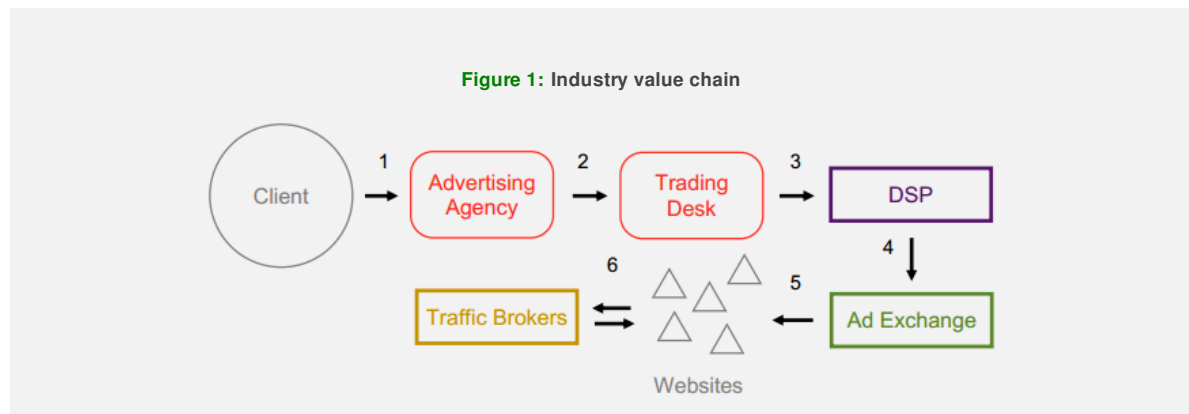 Figure 1: Industry value chain
1
2
3
Client
Advertising
Agency
Trading
Desk
DSP
4
6
5
Traffic Brokers
Ad Exchange
Websites